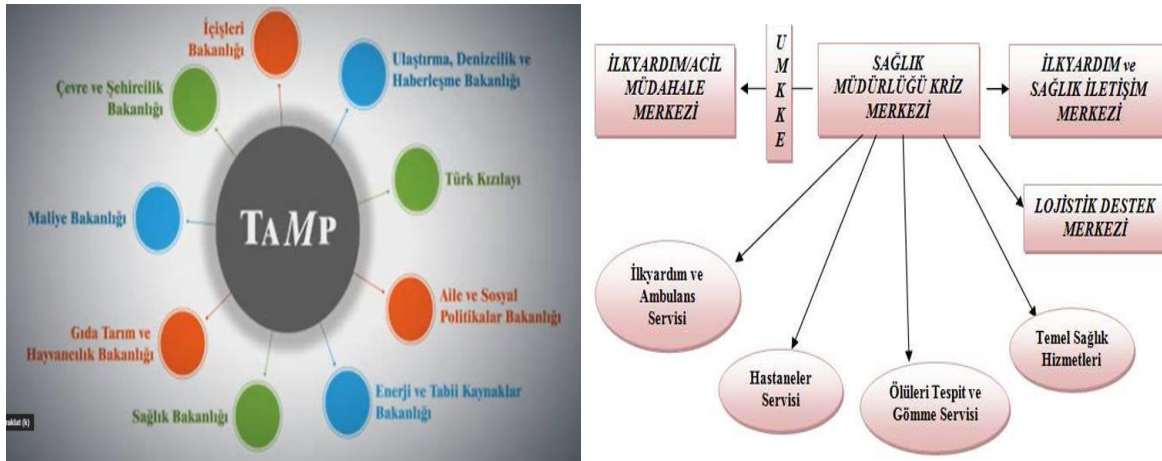 İçişleri
Bakanlığı
Ulaştırma, Denizcilik ve
Haberleşme Bakanlığı
Çevre ve Şehircilik
Bakanlığı
Türk Kızılayı
Maliye Bakanlığı
TAMP
Aile ve Sosyal
Politikalar Bakanlığı
Gıda Tarım ve
Hayvancılık Bakanlığı
Enerji ve Tabii Kaynaklar
Bakanlığı
Sağlık Bakanlığı
İLKYARDIM/ACİL
MÜDAHALE
MERKEZİ
U
M
K
K
E
SAĞLIK
MÜDÜRLÜĞÜ KRİZ
MERKEZİ
İLKYARDIM ve
SAĞLIK İLETİŞİM
MERKEZİ
LOJİSTİK DESTEK
MERKEZİ
İlkyardım ve
Ambulans
Servisi
Hastaneler
Servisi
Ölüleri Tespit ve
Gömme Servisi
Temel Sağlık
Hizmetleri